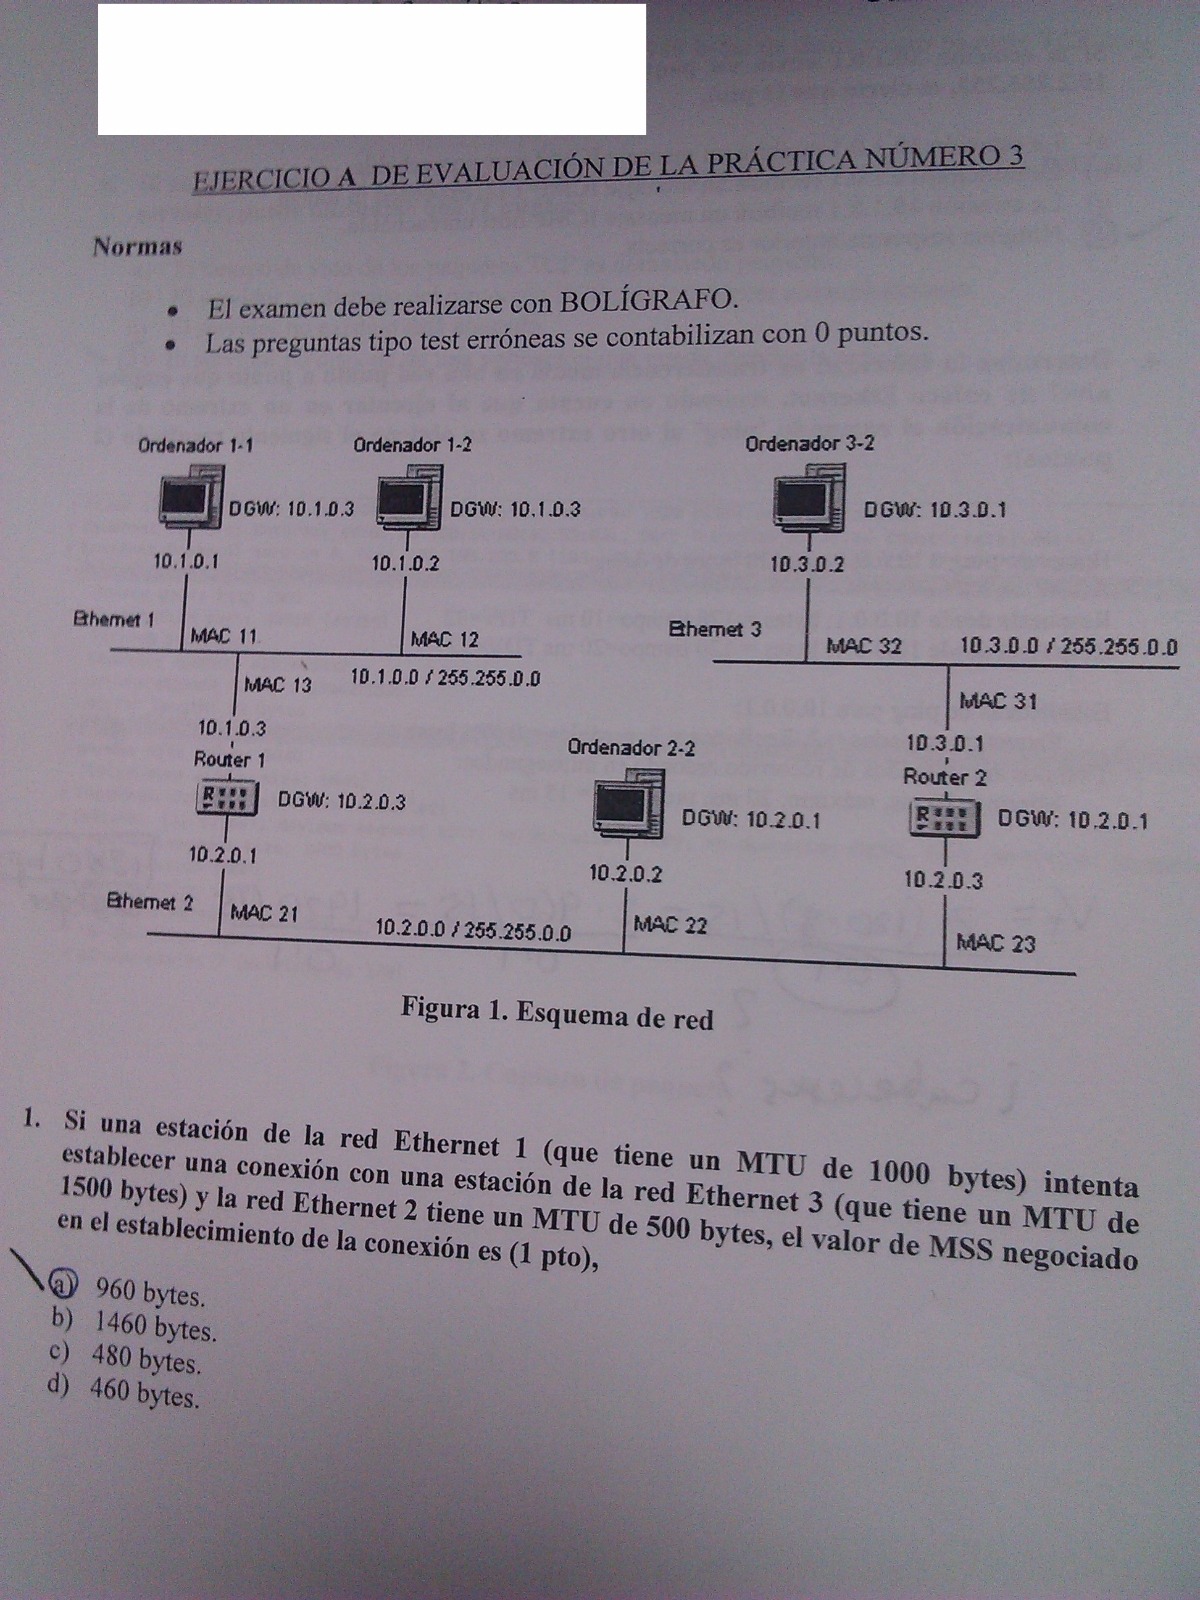 EJERCICIO A DE EVALUACIÓN DE LA PRÁCTICA NÚMERO 3
Normas
• El examen debe realizarse con BOLÍGRAFO.
• Las preguntas tipo test erróneas se contabilizan con 0 puntos.
Ordenador 1-1
Ordenador 1-2
Ordenador 3-2
DGW: 10.1.0.3
DGW: 10.1.0.3
DGW: 10.3.0.1
10.1.0.1
10.1.0.2
10.3.0.2
Ethernet 1
MAC 11
MAC 12
Ethernet 3
MAC 32
10.3.0.0 / 255.255.0.0
MAC 13
10.1.0.0 / 255.255.0.0
MAC 31
10.1.0.3
Router 1
DGW: 10.2.0.3
Ordenador 2-2
DGW: 10.2.0.1
10.3.0.1
Router 2
DGW: 10.2.0.1
10.2.0.1
10.2.0.2
10.2.0.3
Ethernet 2
MAC 21
10.2.0.0 / 255.255.0.0
MAC 22
MAC 23
Figura 1. Esquema de red
1. Si una estación de la red Ethernet 1 (que tiene un MTU de 1000 bytes) intenta
establecer una conexión con una estación de la red Ethernet 3 (que tiene un MTU de
1500 bytes) y la red Ethernet 2 tiene un MTU de 500 bytes, el valor de MSS negociado
en el establecimiento de la conexión es (1 pto),
a) 960 bytes.
b) 1460 bytes.
c) 480 bytes.
d) 460 bytes.